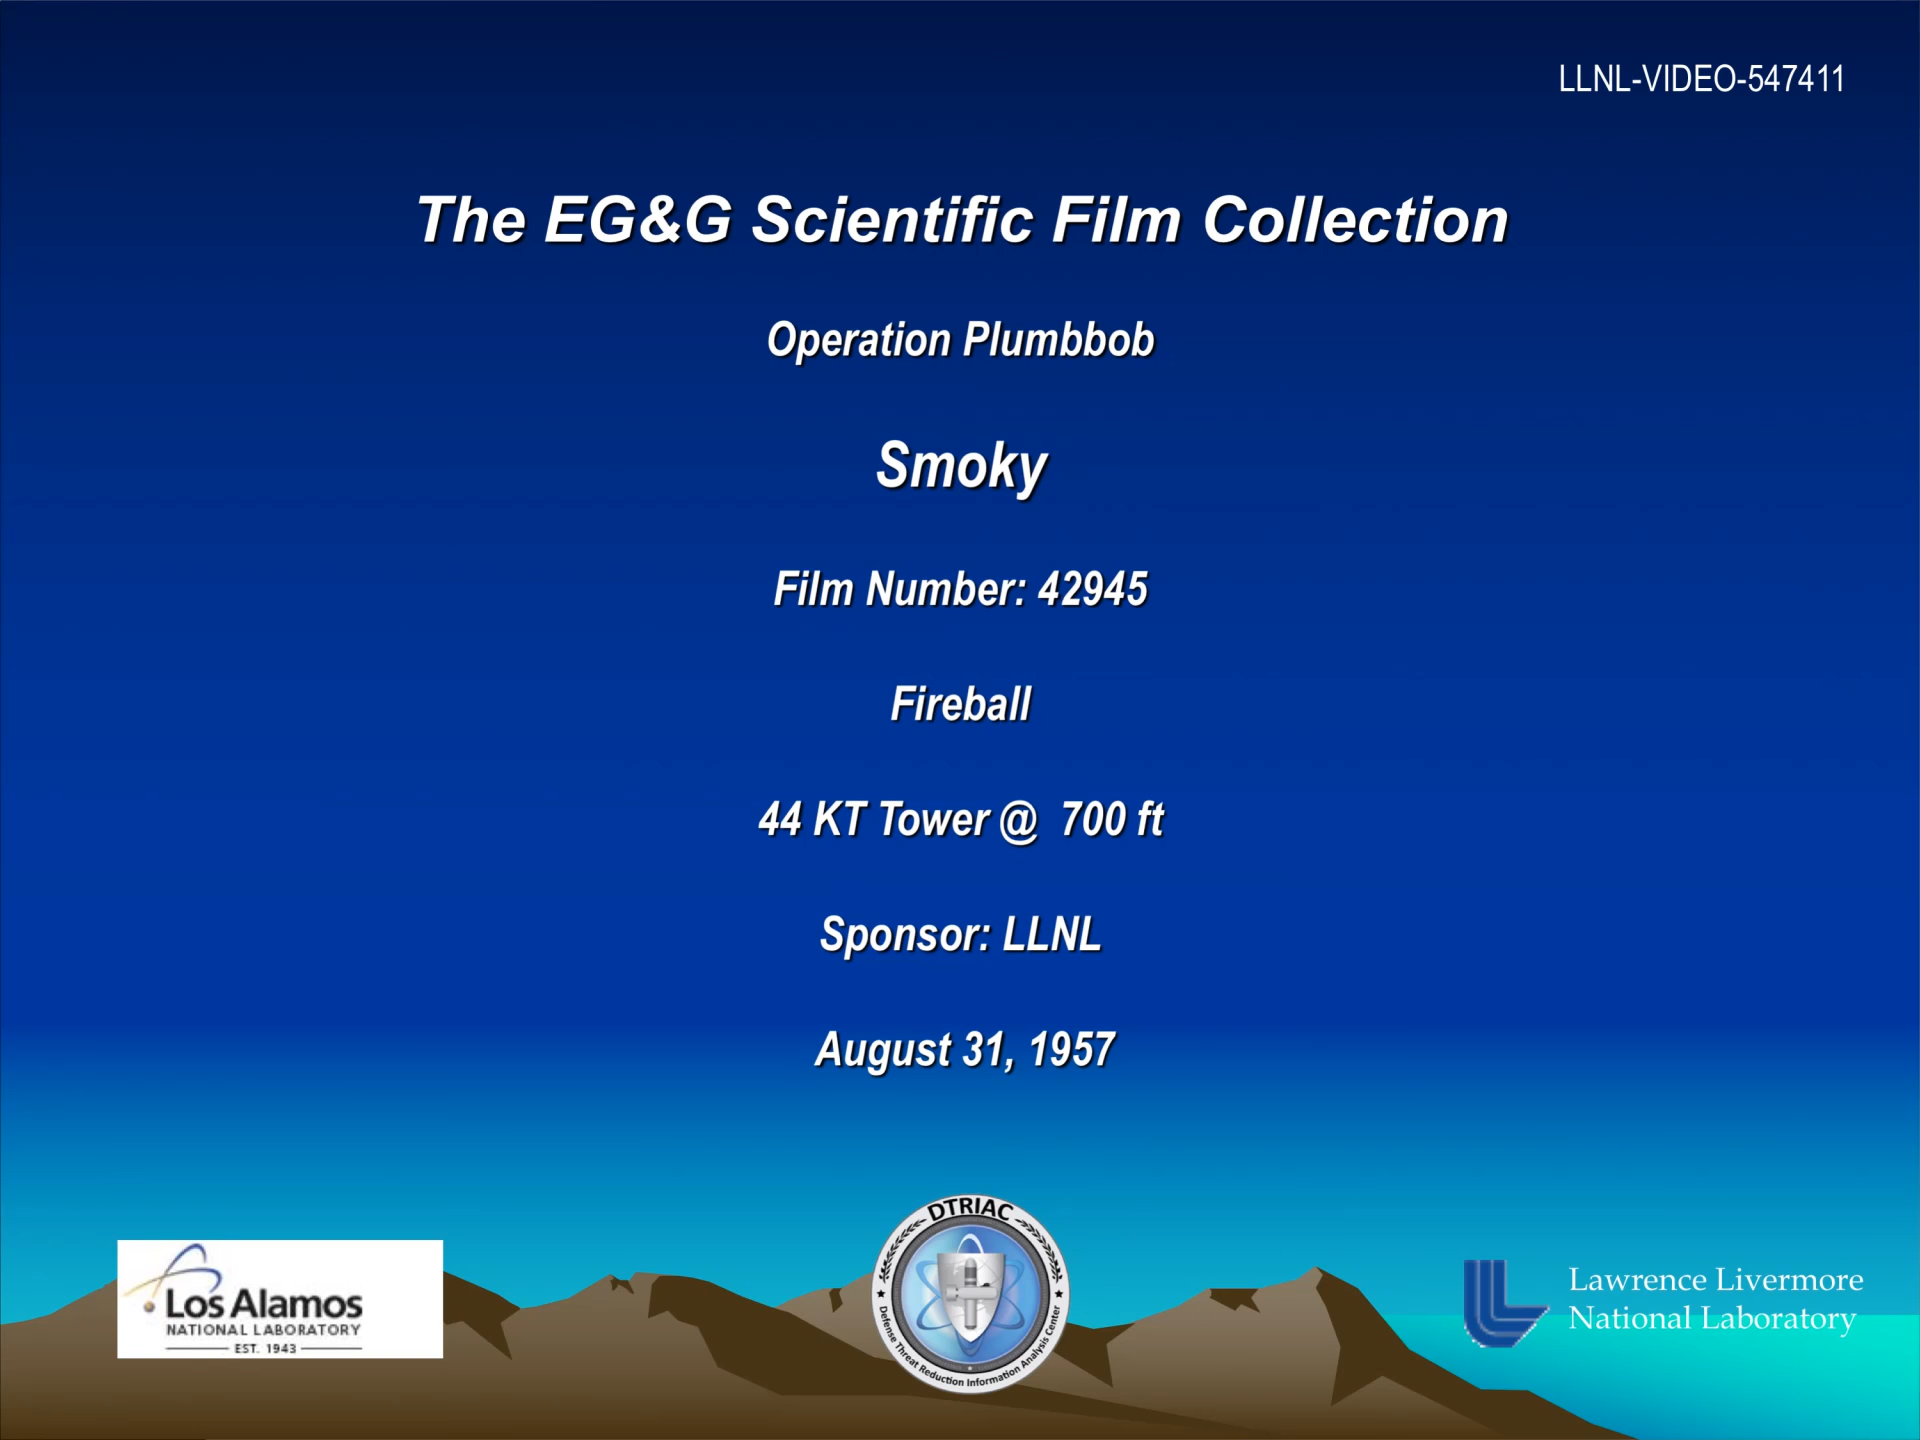 LLNL-VIDEO-547411
The EG&G Scientific Film Collection
Operation Plumbbob
Smoky
Film Number: 42945
Fireball
44 KT Tower @  700 ft
Sponsor: LLNL
August 31, 1957
Los Alamos
NATIONAL LABORATORY
EST. 1943
DTRIAC
Defense Threat Reduction Information Analysis Center
Lawrence Livermore
National Laboratory